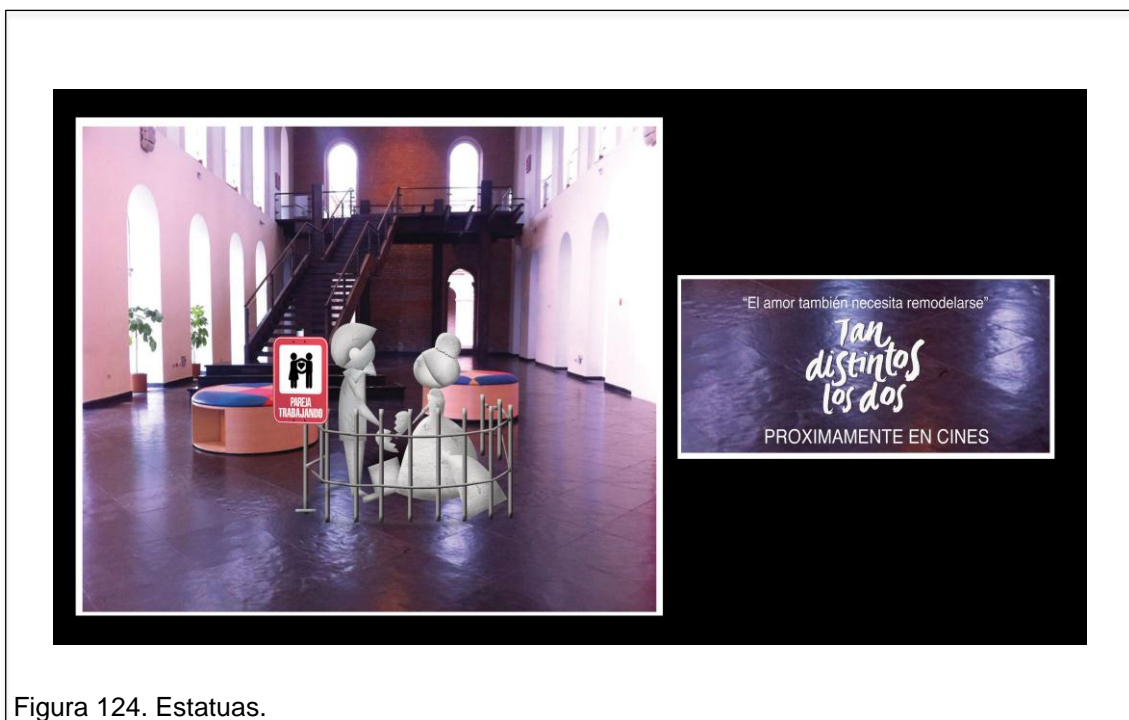 PAREJA
TRABAJANDO
“El amor también necesita remodelarse”
Tan
distintos
los dos
PROXIMAMENTE EN CINES
Figura 124. Estatuas.